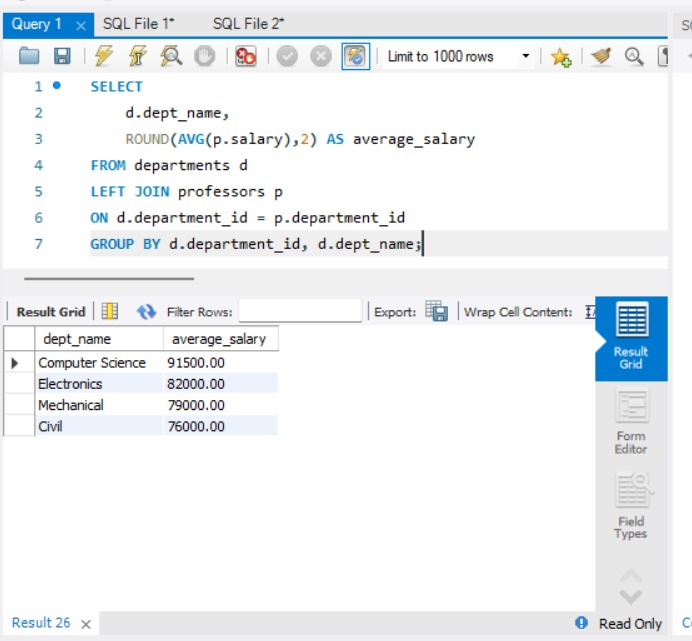 Query 1 × SQL File 1* SQL File 2*
Limit to 1000 rows
1 SELECT
2 d.dept_name,
3 ROUND(AVG(p.salary),2) AS average_salary
4 FROM departments d
5 LEFT JOIN professors p
6 ON d.department_id = p.department_id
7 GROUP BY d.department_id, d.dept_name;
Result Grid Filter Rows: Export: Wrap Cell Content:
dept_name average_salary
Computer Science 91500.00
Electronics 82000.00
Mechanical 79000.00
Civil 76000.00
Result
Grid
Form
Editor
Field
Types
Result 26 × Read Only